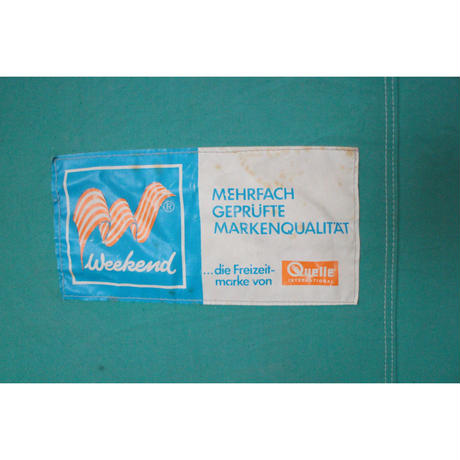 W®
Weekend
MEHRFACH
GEPRÜFTE
MARKENQUALITÄT
...die Freizeit-
marke von
Quelle
INTERNATIONAL